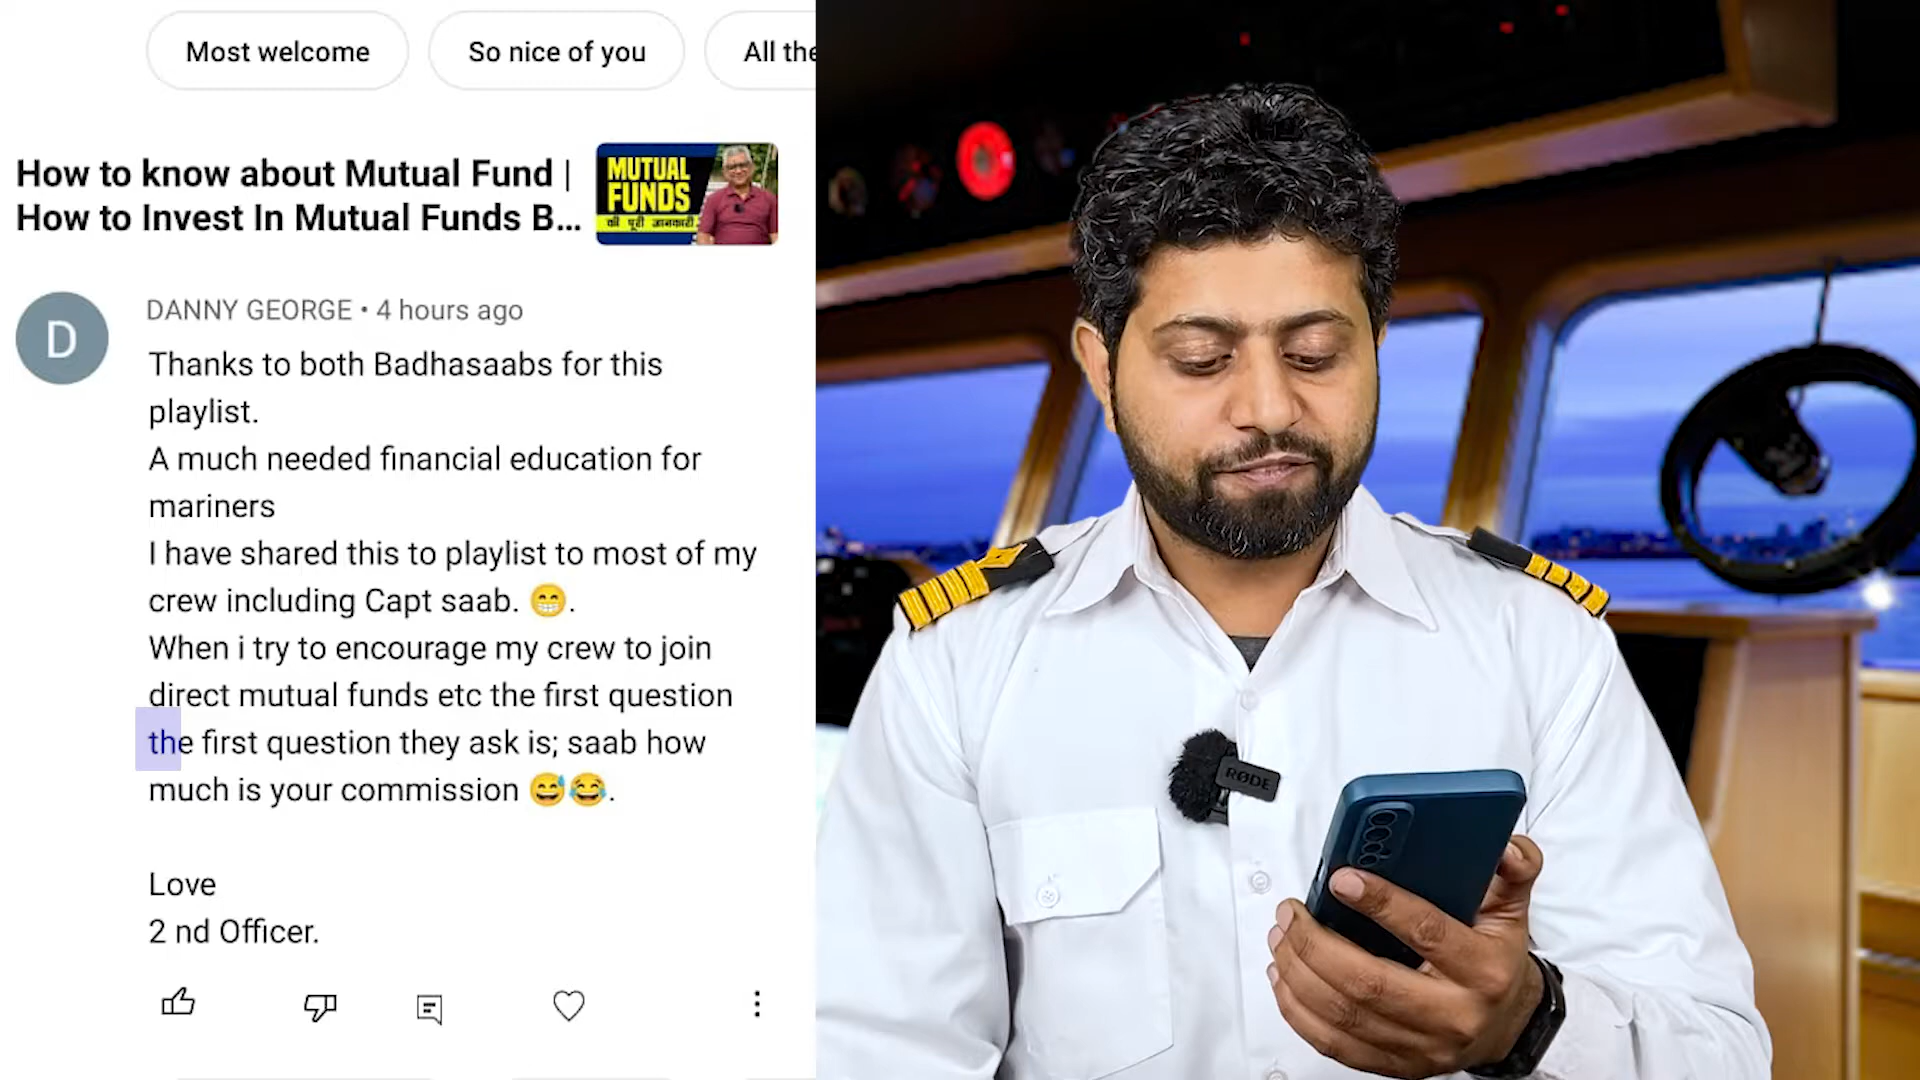 Most welcome
So nice of you
All the
How to know about Mutual Fund |
How to Invest In Mutual Funds B...
MUTUAL
FUNDS
की पूरी जानकारी
D
DANNY GEORGE • 4 hours ago
Thanks to both Badhasaabs for this
playlist.
A much needed financial education for
mariners
I have shared this to playlist to most of my
crew including Capt saab. 😁.
When i try to encourage my crew to join
direct mutual funds etc the first question
the first question they ask is; saab how
much is your commission 😅😂.
Love
2 nd Officer.
RØDE